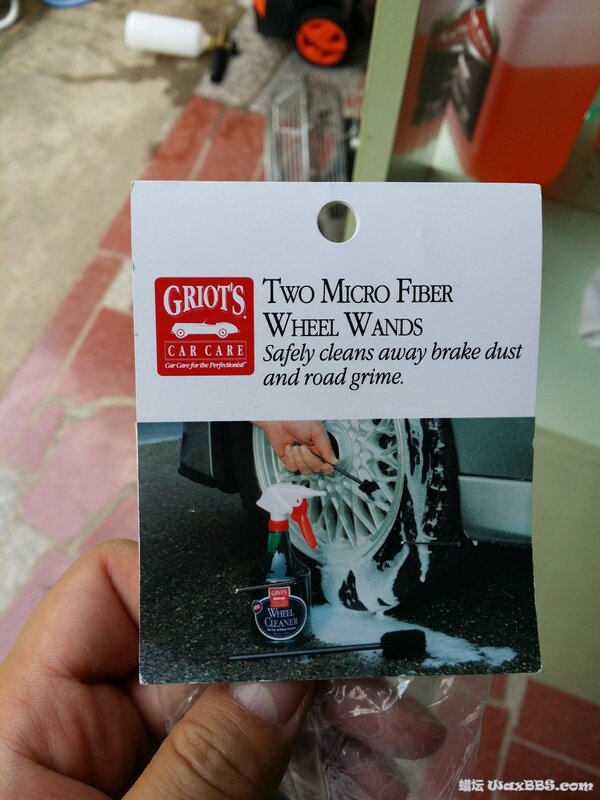 GRIOT'S
CAR CARE
Car Care for the Perfectionist!
TWO MICRO FIBER
WHEEL WANDS
Safely cleans away brake dust
and road grime.
GRIOT'S
WHEEL
CLEANER
蜡坛 WaxBBS.com